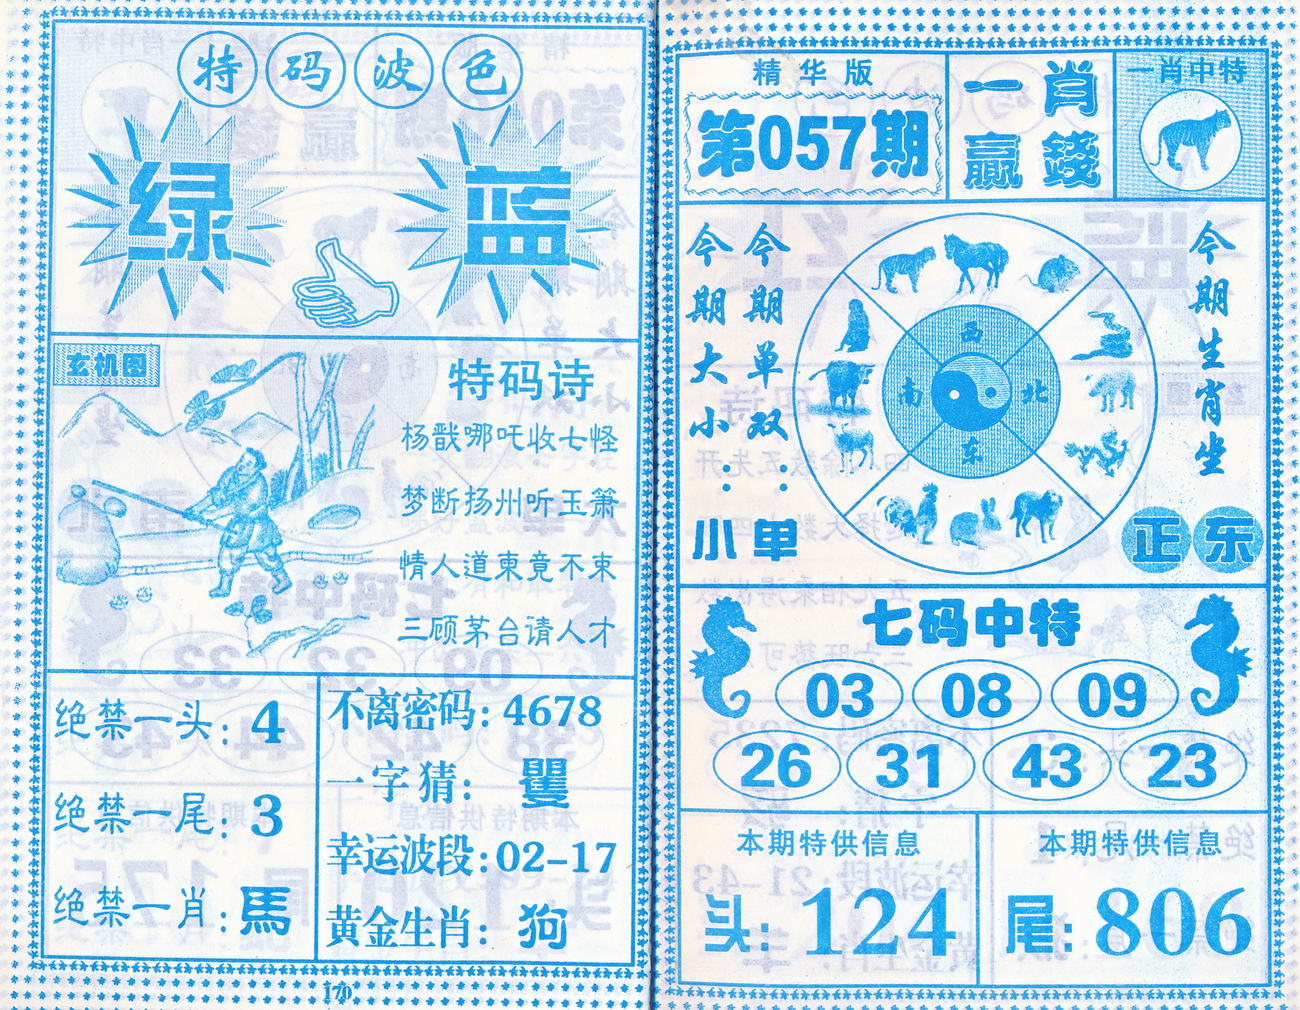 特码波色
绿 蓝
玄机图
特码诗
杨戬哪吒收七怪
梦断扬州听玉箫
情人道柬竟不束
三顾茅台请人才
绝禁一头:4
绝禁一尾:3
绝禁一肖:馬
不离密码:4678
一字猜:
幸运波段:02-17
黄金生肖:狗
170
精华版
第057期
一肖
赢錢
一肖中特
今期大小:小
今期单双:单
西
南 北
东
今期生肖坐
正东
七码中特
03 08 09
26 31 43 23
本期特供信息
头:124
本期特供信息
尾:806